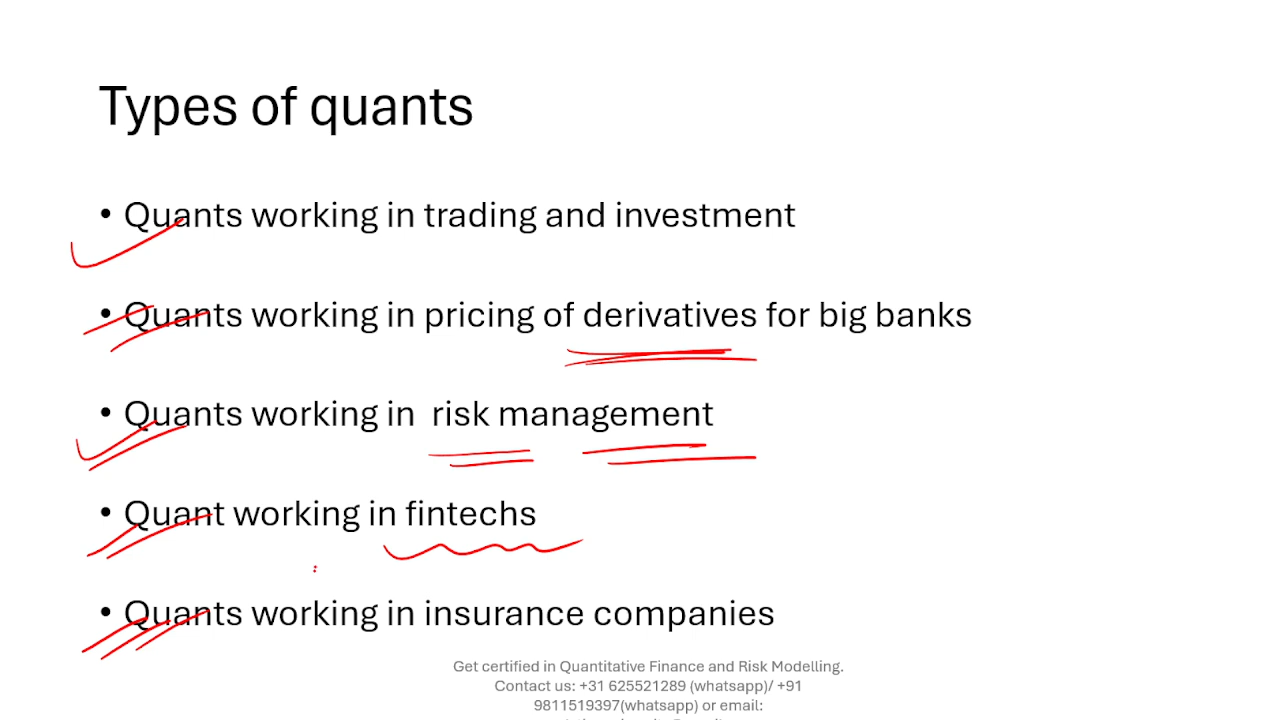 Types of quants
• Quants working in trading and investment
• Quants working in pricing of derivatives for big banks
• Quants working in risk management
• Quant working in fintechs
• Quants working in insurance companies
Get certified in Quantitative Finance and Risk Modelling.
Contact us: +31 625521289 (whatsapp)/ +91
9811519397(whatsapp) or email: